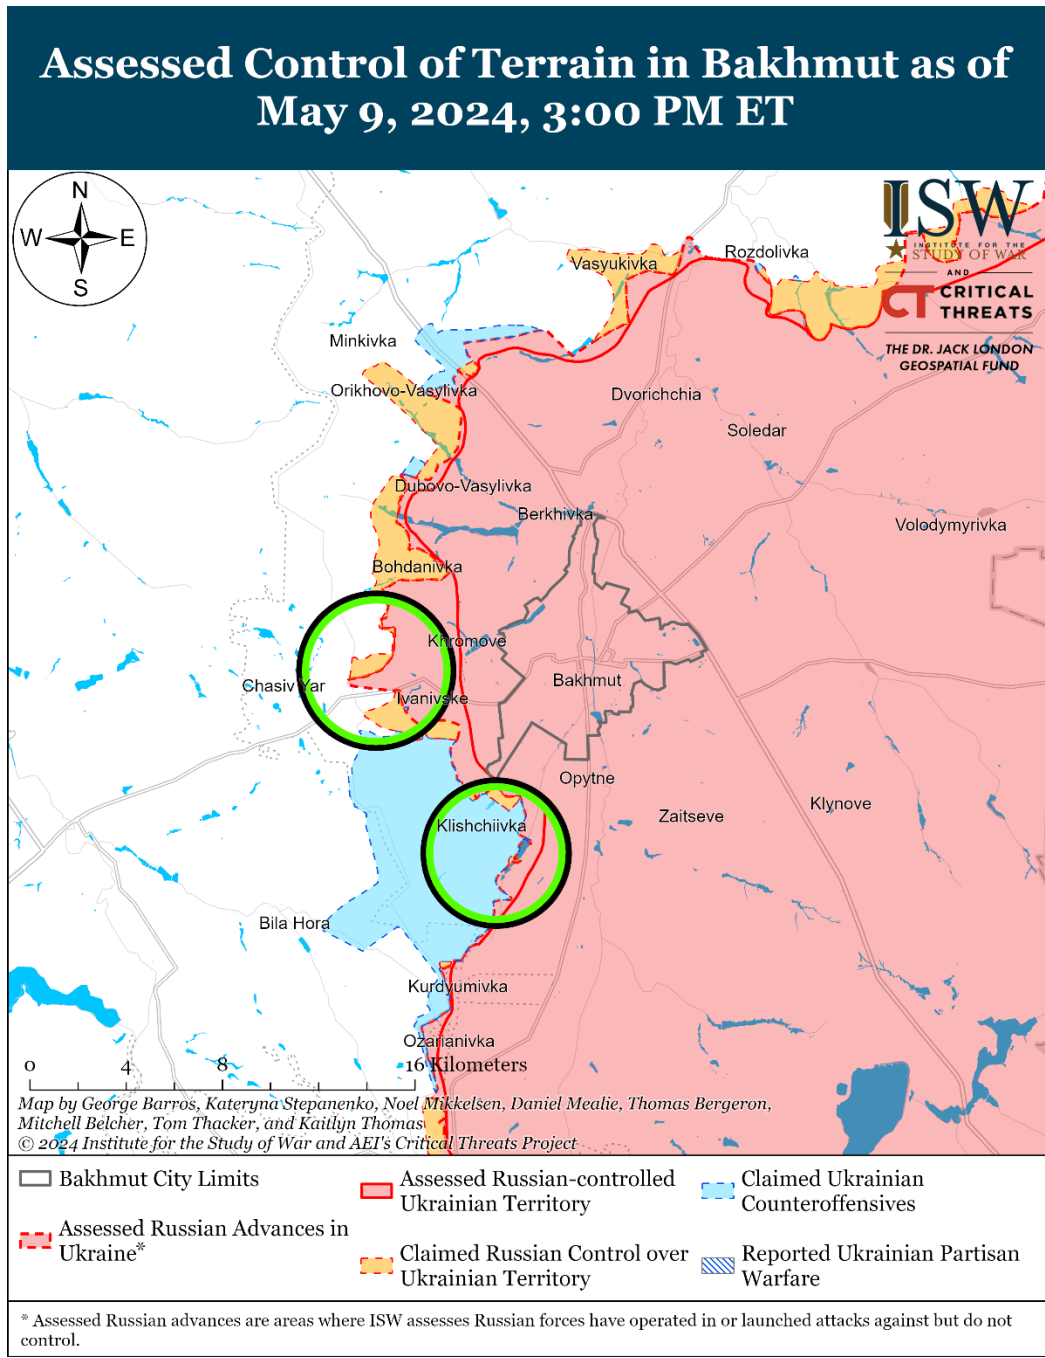 Assessed Control of Terrain in Bakhmut as of
May 9, 2024, 3:00 PM ET
N
W E
S
ISW
INSTITUTE FOR THE
STUDY OF WAR
AND
CT CRITICAL
THREATS
THE DR. JACK LONDON
GEOSPATIAL FUND
Rozdolivka
Vasyukivka
Minkivka
Orikhovo-Vasylivka
Dvorichchia
Soledar
Dubovo-Vasylivka
Berkhivka
Volodymyrivka
Bohdanivka
Khromove
Chasiv Yar
Ivanivske
Bakhmut
Opytne
Klishchiivka
Zaitseve
Klynove
Bila Hora
Kurdyumivka
Ozarianivka
0 4 8 16 Kilometers
Map by George Barros, Kateryna Stepanenko, Noel Mikkelsen, Daniel Mealie, Thomas Bergeron,
Mitchell Belcher, Tom Thacker, and Kaitlyn Thomas
© 2024 Institute for the Study of War and AEI's Critical Threats Project
Bakhmut City Limits
Assessed Russian Advances in
Ukraine*
Assessed Russian-controlled
Ukrainian Territory
Claimed Russian Control over
Ukrainian Territory
Claimed Ukrainian
Counteroffensives
Reported Ukrainian Partisan
Warfare
* Assessed Russian advances are areas where ISW assesses Russian forces have operated in or launched attacks against but do not
control.